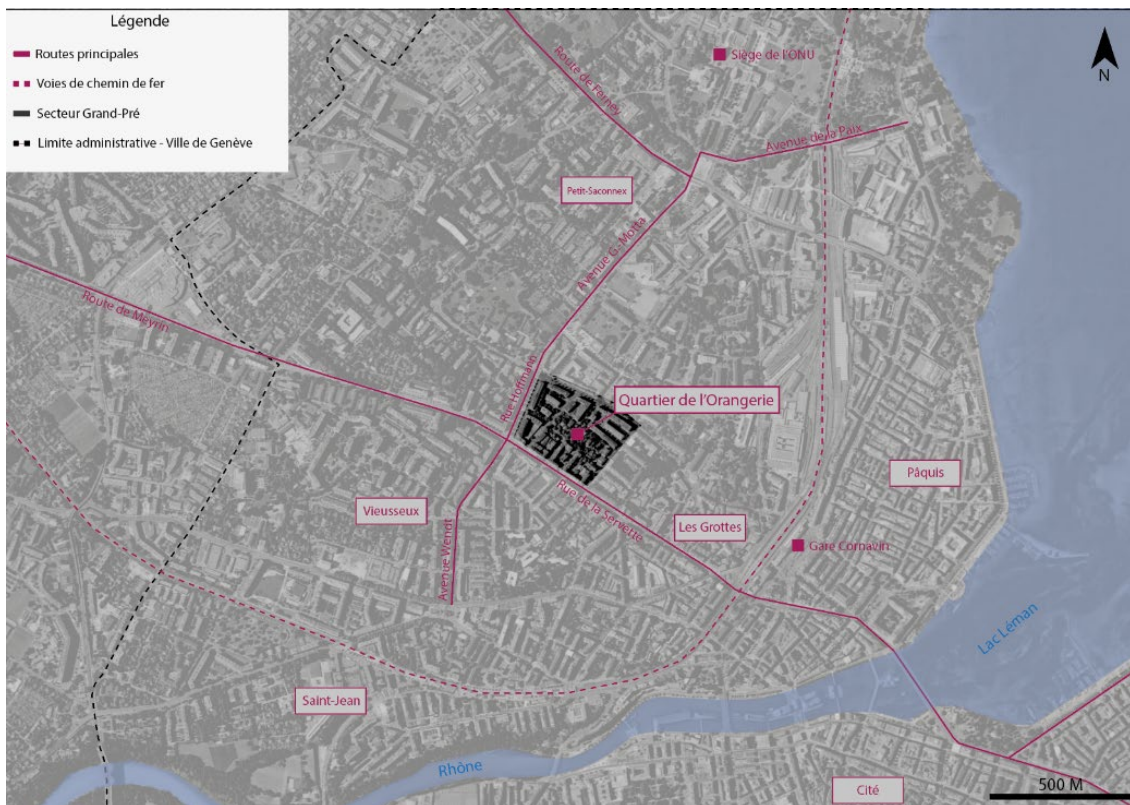 Légende
Routes principales
Voies de chemin de fer
Secteur Grand-Pré
Limite administrative - Ville de Genève
N
Siège de l'ONU
Route de Ferney
Avenue de la Paix
Petit-Saconnex
Avenue G.-Motta
Route de Meyrin
Rue Hoffmann
Quartier de l'Orangerie
Pâquis
Vieusseux
Rue de la Servette
Les Grottes
Gare Cornavin
Avenue Wendt
Lac Léman
Saint-Jean
Rhône
Cité
500 M